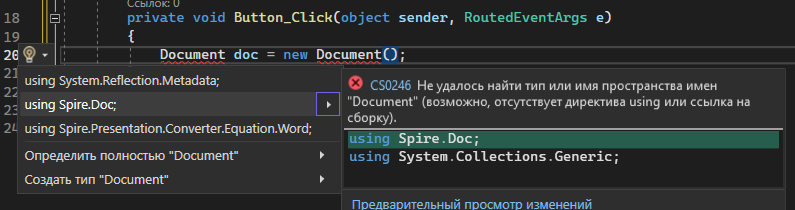 Ссылок: 0
18 private void Button_Click(object sender, RoutedEventArgs e)
19 {
20 Document doc = new Document();
using System.Reflection.Metadata;
using Spire.Doc;
using Spire.Presentation.Converter.Equation.Word;
Определить полностью "Document"
Создать тип "Document"
CS0246 Не удалось найти тип или имя пространства имен
"Document" (возможно, отсутствует директива using или ссылка на
сборку).
using Spire.Doc;
using System.Collections.Generic;
Предварительный просмотр изменений